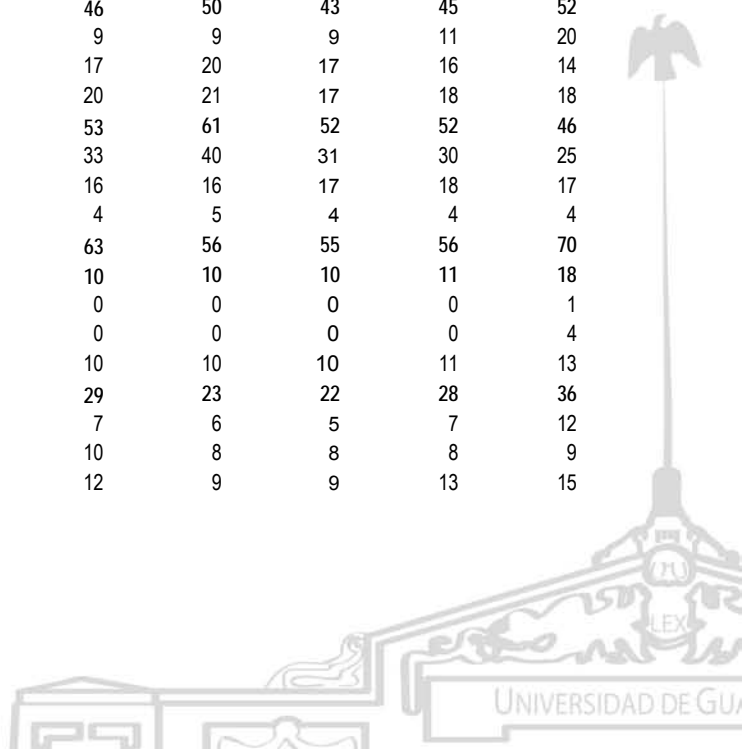 46 50 43 45 52
9 9 9 11 20
17 20 17 16 14
20 21 17 18 18
53 61 52 52 46
33 40 31 30 25
16 16 17 18 17
4 5 4 4 4
63 56 55 56 70
10 10 10 11 18
0 0 0 0 1
0 0 0 0 4
10 10 10 11 13
29 23 22 28 36
7 6 5 7 12
10 8 8 8 9
12 9 9 13 15
LEX
UNIVERSIDAD DE GUA